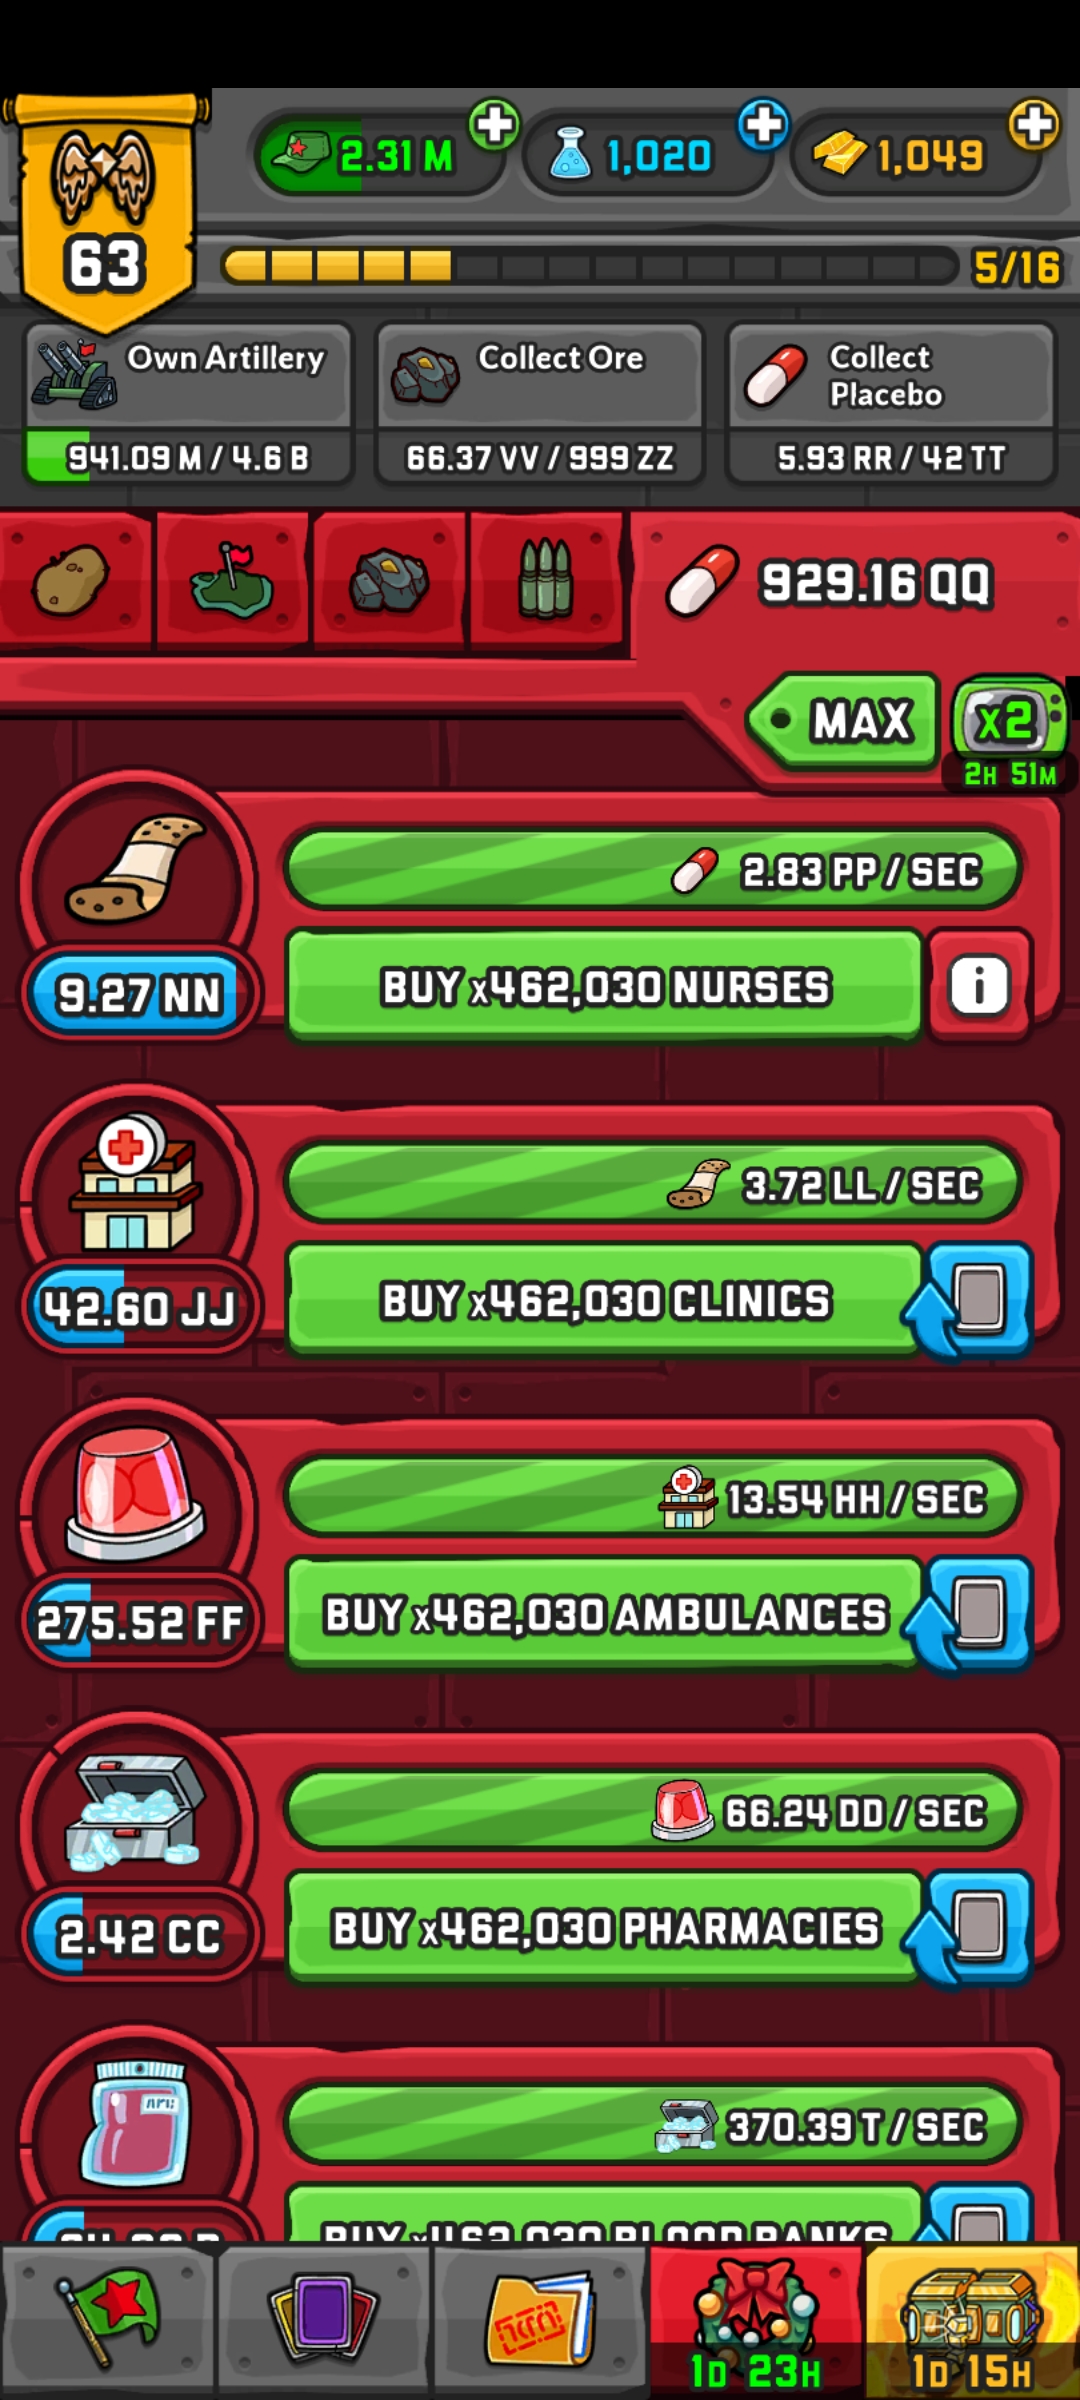 2.31 M
1,020
1,049
63
5/16
Own Artillery
941.09 M / 4.6 B
Collect Ore
66.37 VV / 999 ZZ
Collect
Placebo
5.93 RR / 42 TT
929.16 QQ
MAX
x2
2H 51M
2.83 PP / SEC
9.27 NN
BUY x462,030 NURSES
i
3.72 LL / SEC
42.60 JJ
BUY x462,030 CLINICS
13.54 HH / SEC
275.52 FF
BUY x462,030 AMBULANCES
66.24 DD / SEC
2.42 CC
BUY x462,030 PHARMACIES
370.39 T / SEC
BUY x462,030 BLOOD BANKS
1D 23H
1D 15H